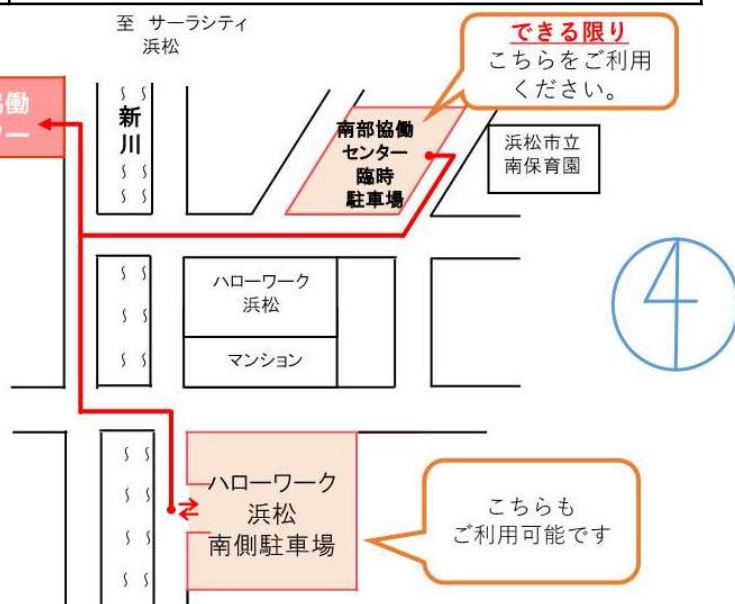 至 サーラシティ
浜松
できる限り
こちらをご利用
ください。
働
ー
新
川
南部協働
センター
臨時
駐車場
浜松市立
南保育園
ハローワーク
浜松
マンション
ハローワーク
浜松
南側駐車場
こちらも
ご利用可能です